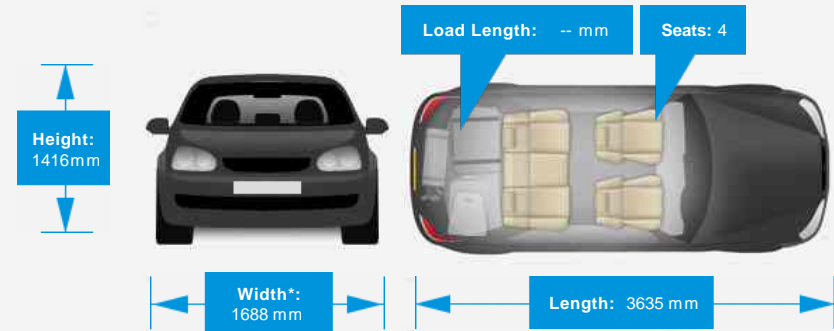 Load Length: -- mm
Seats: 4
Height:
1416mm
Width*:
1688 mm
Length: 3635 mm